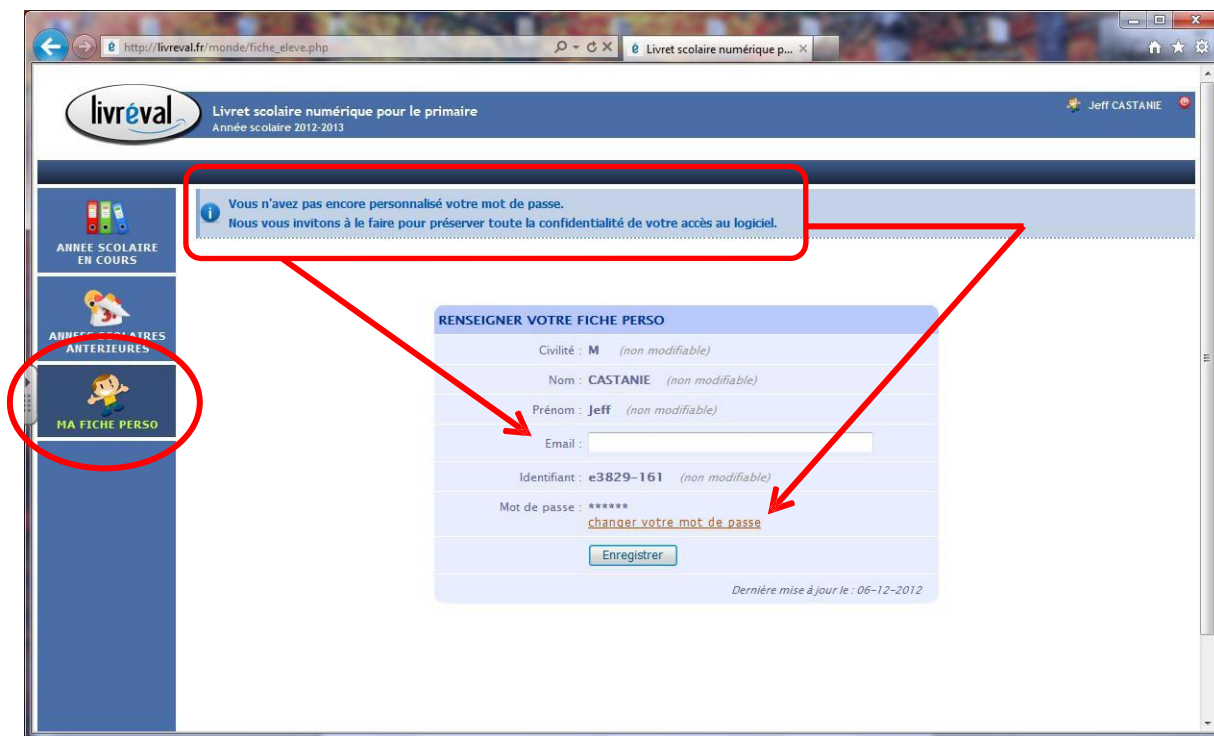 http://livreval.fr/monde/fiche_eleve.php
Livret scolaire numérique p...
livréval
Livret scolaire numérique pour le primaire
Année scolaire 2012-2013
Jeff CASTANIE
Vous n'avez pas encore personnalisé votre mot de passe.
Nous vous invitons à le faire pour préserver toute la confidentialité de votre accès au logiciel.
ANNEE SCOLAIRE
EN COURS
ANNEES SCOLAIRES
ANTERIEURES
MA FICHE PERSO
RENSEIGNER VOTRE FICHE PERSO
Civilité : M (non modifiable)
Nom : CASTANIE (non modifiable)
Prénom : Jeff (non modifiable)
Email :
Identifiant : e3829-161 (non modifiable)
Mot de passe : ******
changer votre mot de passe
Enregistrer
Dernière mise à jour le : 06-12-2012